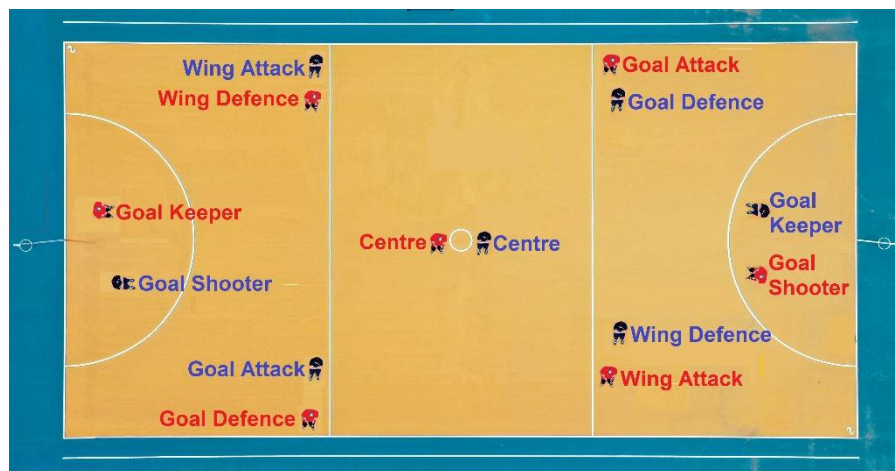 Wing Attack
Wing Defence
Goal Attack
Goal Defence
Goal Keeper
Goal
Keeper
Centre
Centre
Goal Shooter
Goal
Shooter
Wing Defence
Goal Attack
Wing Attack
Goal Defence